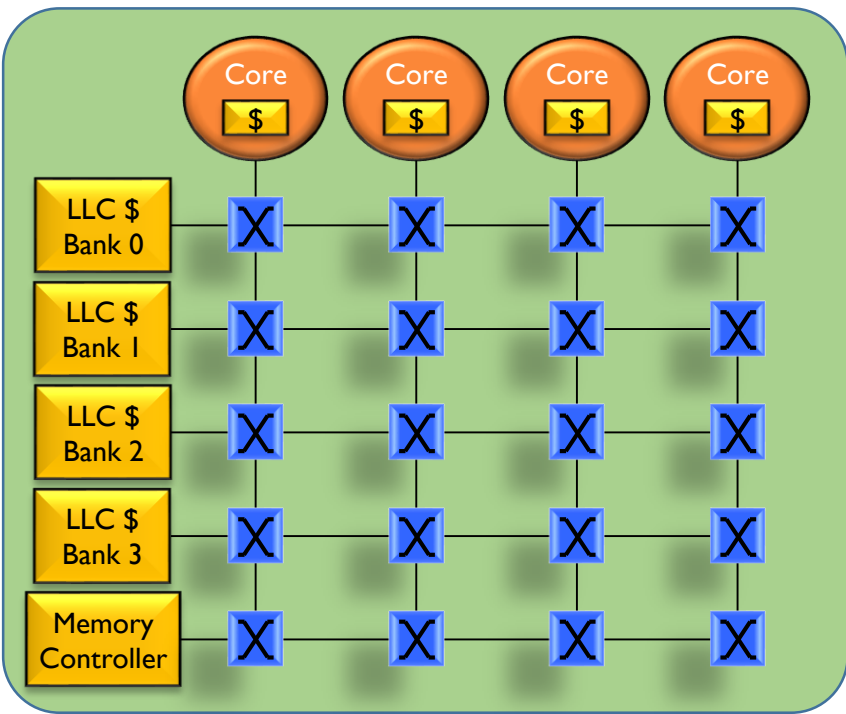 Core
$
Core
$
Core
$
Core
$
LLC $
Bank 0
LLC $
Bank 1
LLC $
Bank 2
LLC $
Bank 3
Memory
Controller